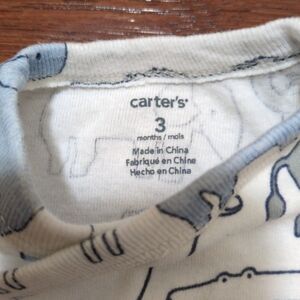 carter's
3
months / mois
Made in China
Fabriqué en Chine
Hecho en China